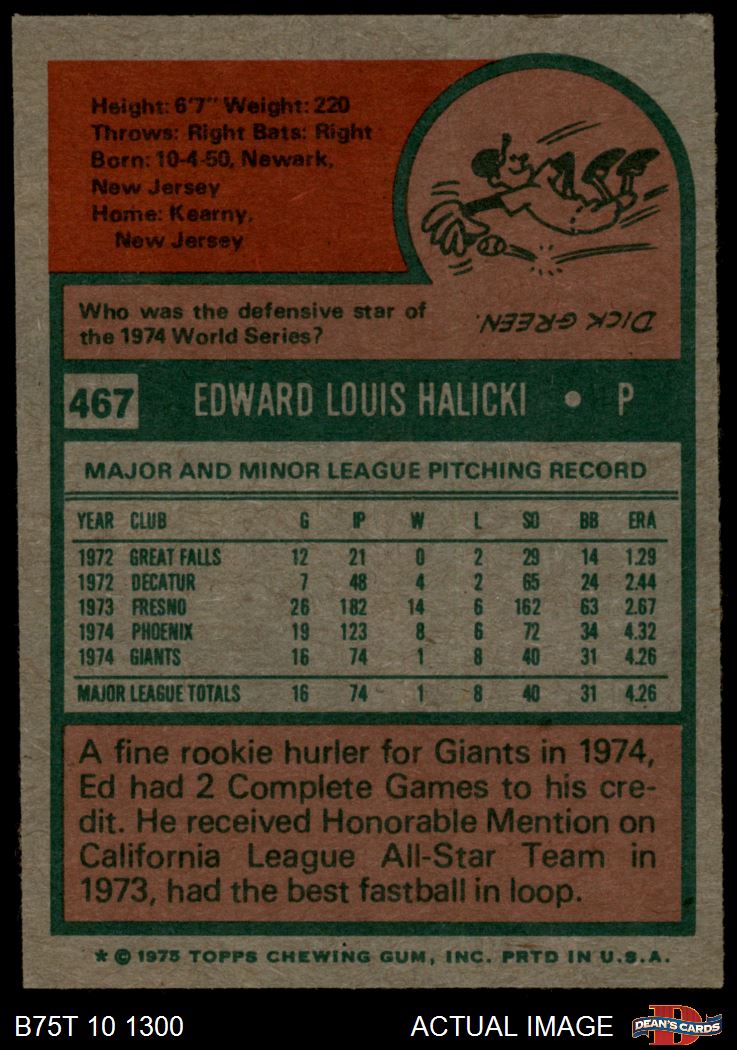 Height: 6'7" Weight: 220
Throws: Right Bats: Right
Born: 10-4-50, Newark,
New Jersey
Home: Kearny,
New Jersey
Who was the defensive star of
the 1974 World Series?
DICK GREEN.
467 EDWARD LOUIS HALICKI • P
MAJOR AND MINOR LEAGUE PITCHING RECORD
YEAR CLUB G IP W L SO BB ERA
1972 GREAT FALLS 12 21 0 2 29 14 1.29
1972 DECATUR 7 48 4 2 65 24 2.44
1973 FRESNO 26 182 14 6 162 63 2.67
1974 PHOENIX 19 123 8 6 72 34 4.32
1974 GIANTS 16 74 1 8 40 31 4.26
MAJOR LEAGUE TOTALS 16 74 1 8 40 31 4.26
A fine rookie hurler for Giants in 1974,
Ed had 2 Complete Games to his cre-
dit. He received Honorable Mention on
California League All-Star Team in
1973, had the best fastball in loop.
* © 1975 TOPPS CHEWING GUM, INC. PRTD IN U.S.A.
B75T 10 1300 ACTUAL IMAGE DEAN'S CARDS